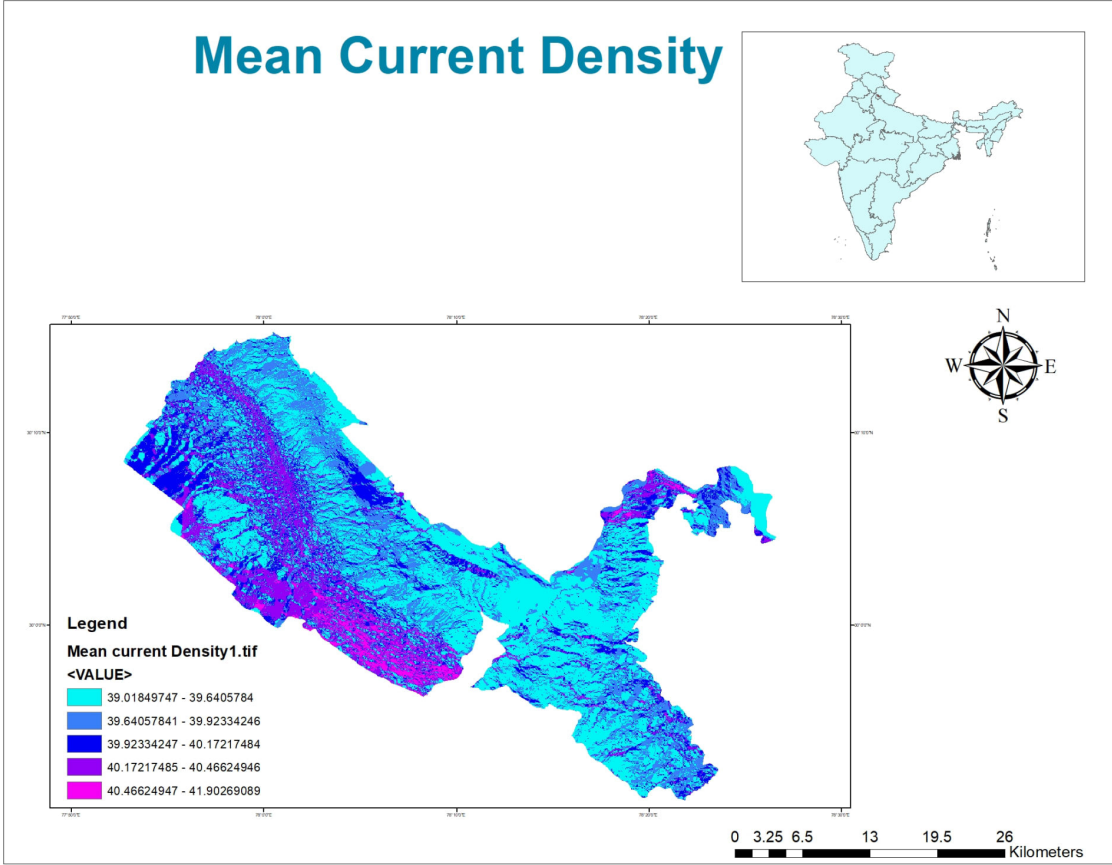 Mean Current Density
N
W
E
S
Legend
Mean current Density1.tif
<VALUE>
39.01849747 - 39.6405784
39.64057841 - 39.92334246
39.92334247 - 40.17217484
40.17217485 - 40.46624946
40.46624947 - 41.90269089
0 3.25 6.5 13 19.5 26
Kilometers